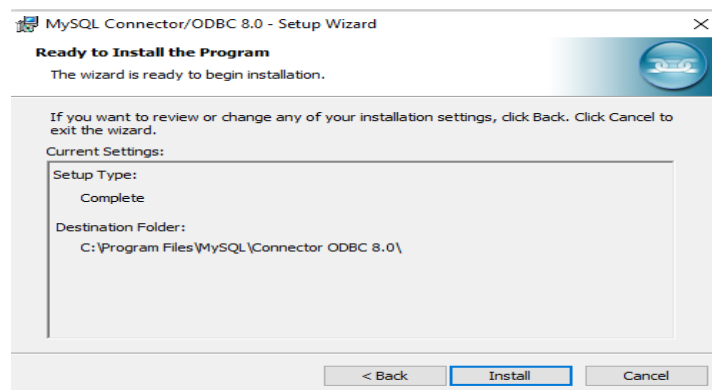 MySQL Connector/ODBC 8.0 - Setup Wizard
Ready to Install the Program
The wizard is ready to begin installation.
If you want to review or change any of your installation settings, click Back. Click Cancel to
exit the wizard.
Current Settings:
Setup Type:
Complete
Destination Folder:
C:\Program Files\MySQL\Connector ODBC 8.0\
< Back Install Cancel